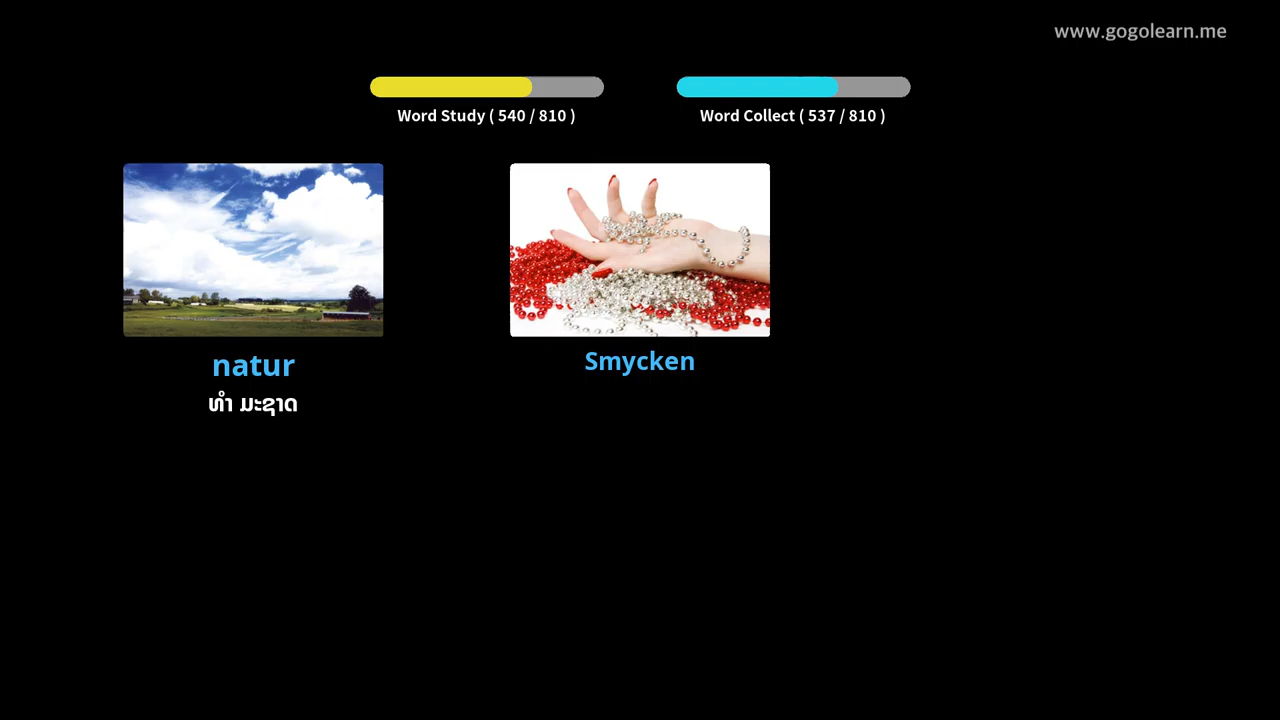 www.gogolearn.me
Word Study ( 540 / 810 )
Word Collect ( 537 / 810 )
natur
ທຳ ມະຊາດ
Smycken